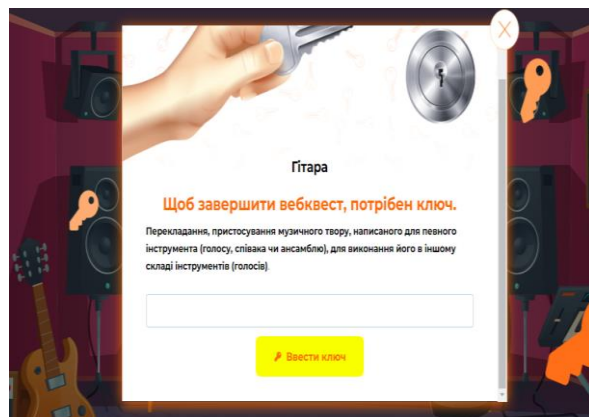 X
Гітара
Щоб завершити вебквест, потрібен ключ.
Перекладання, пристосування музичного твору, написаного для певного
інструмента (голосу, співака чи ансамблю), для виконання його в іншому
складі інструментів (голосів).
Ввести ключ